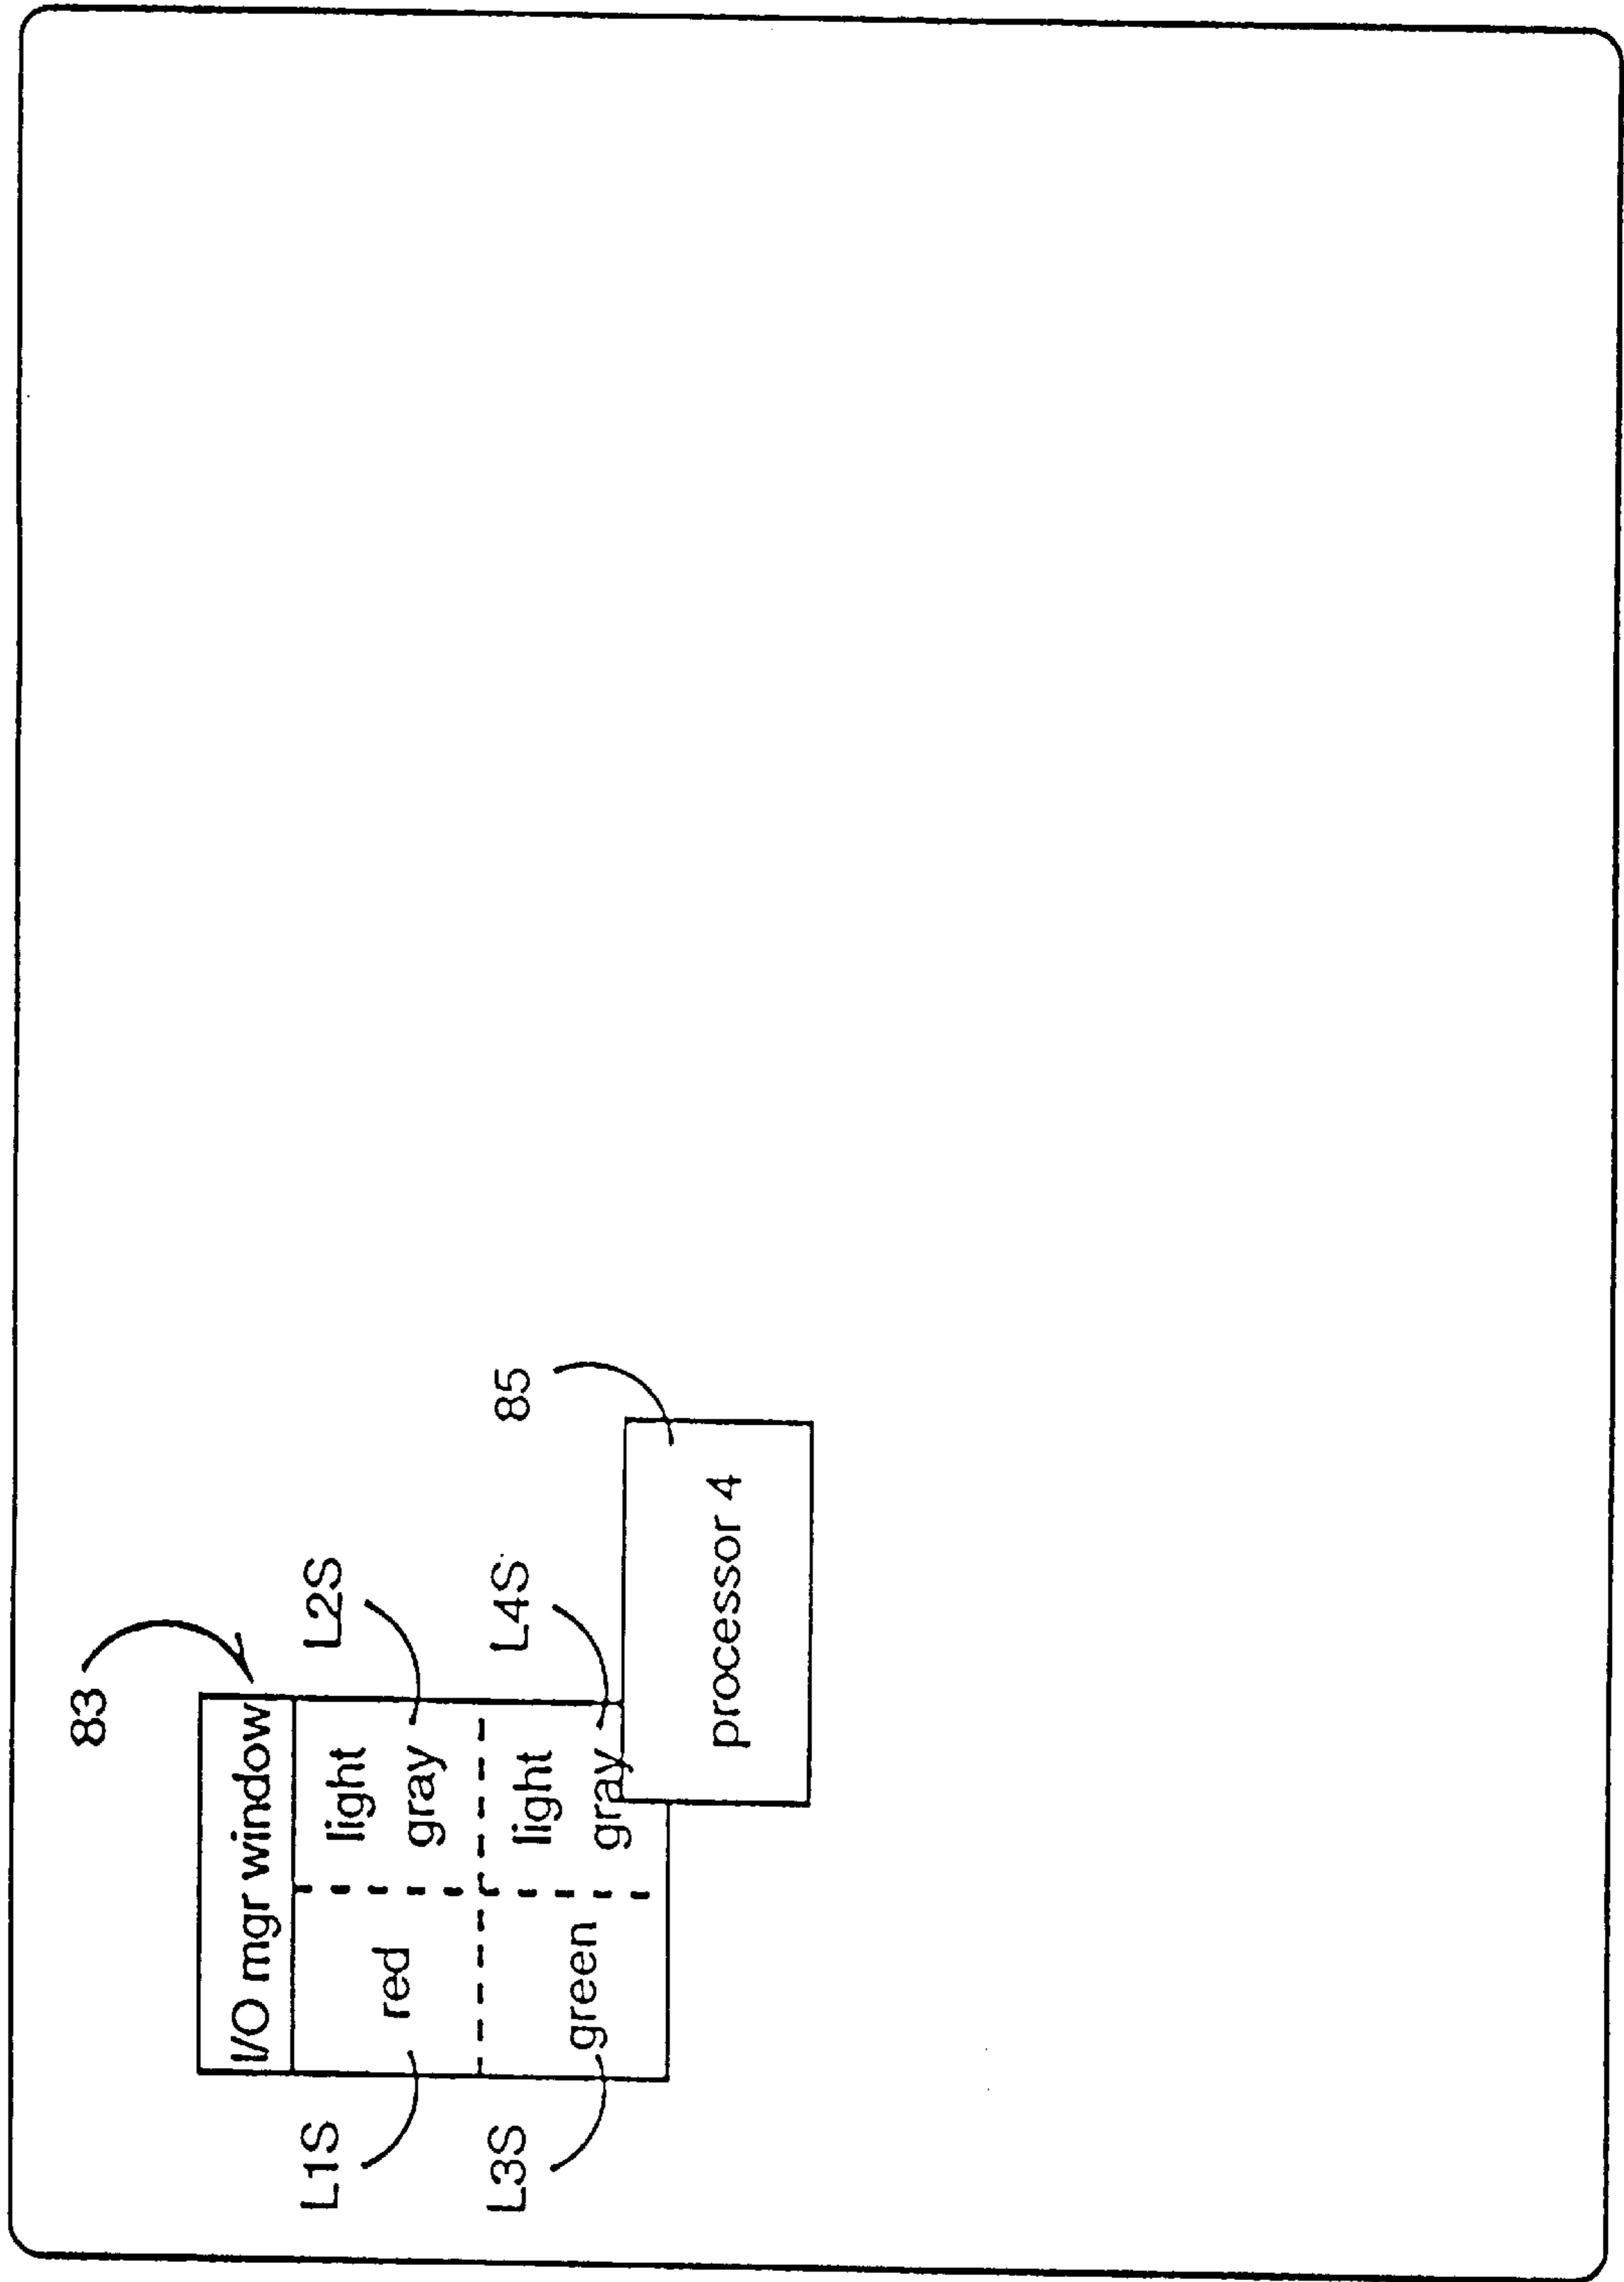 83
I/O mgr window
L1S
red
light
gray
L2S
L3S
green
light
gray
L4S
85
processor 4